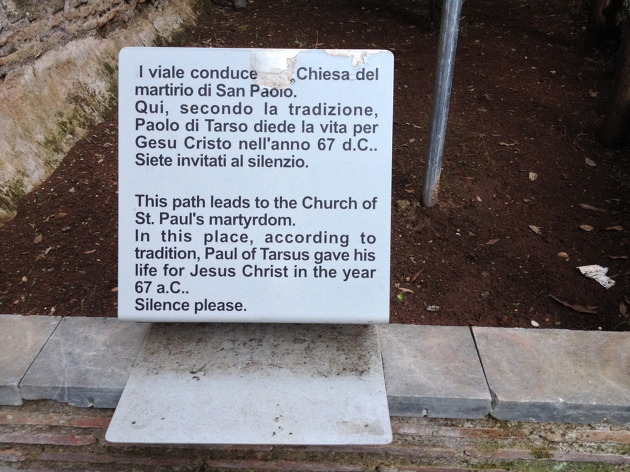 I viale conduce Chiesa del
martirio di San Paolo.
Qui, secondo la tradizione,
Paolo di Tarso diede la vita per
Gesu Cristo nell'anno 67 d.C..
Siete invitati al silenzio.
This path leads to the Church of
St. Paul's martyrdom.
In this place, according to
tradition, Paul of Tarsus gave his
life for Jesus Christ in the year
67 a.C..
Silence please.